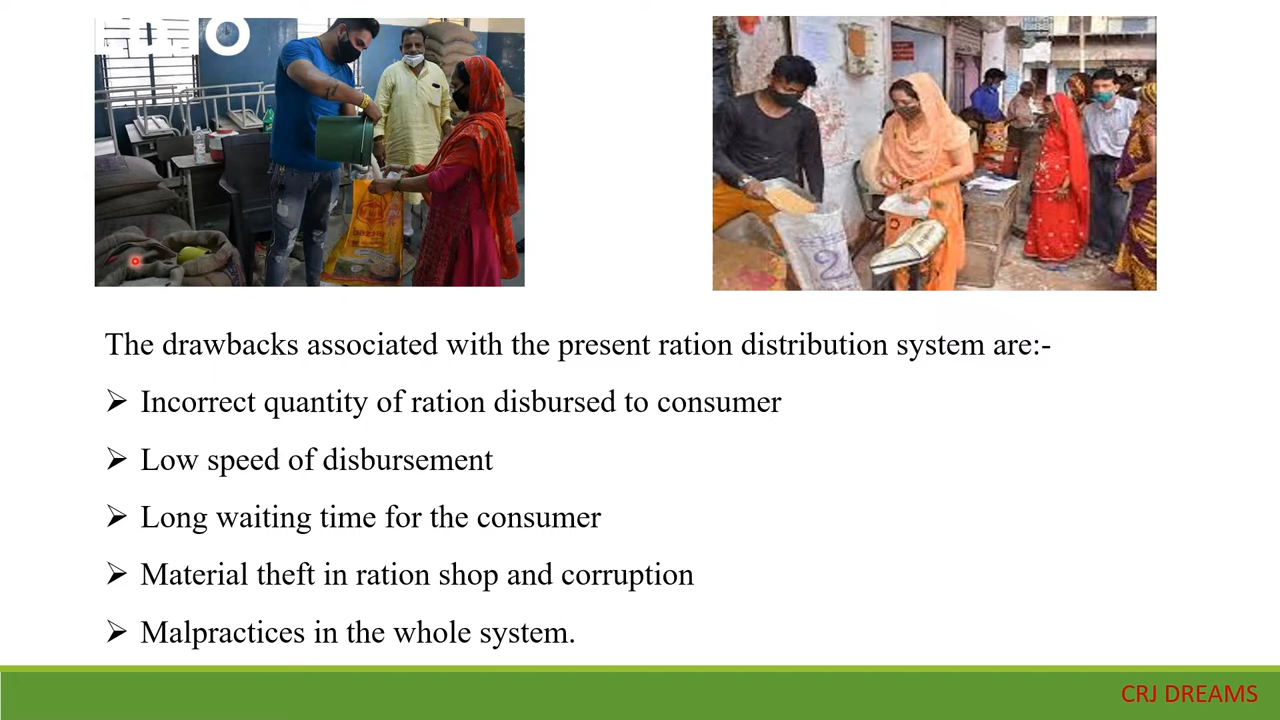 The drawbacks associated with the present ration distribution system are:-
➢ Incorrect quantity of ration disbursed to consumer
➢ Low speed of disbursement
➢ Long waiting time for the consumer
➢ Material theft in ration shop and corruption
➢ Malpractices in the whole system.
CRJ DREAMS